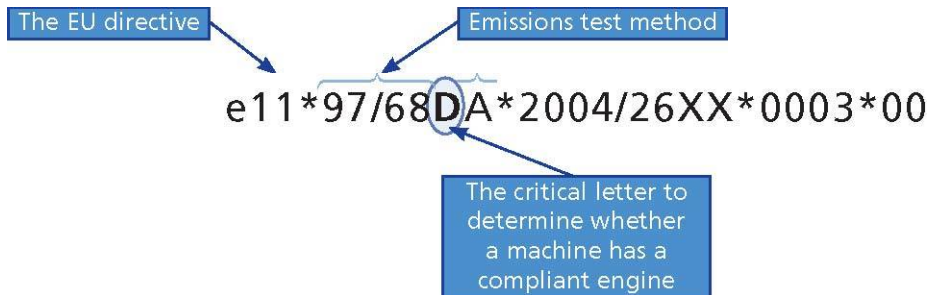 The EU directive
Emissions test method
e11*97/68DA*2004/26XX*0003*00
The critical letter to
determine whether
a machine has a
compliant engine